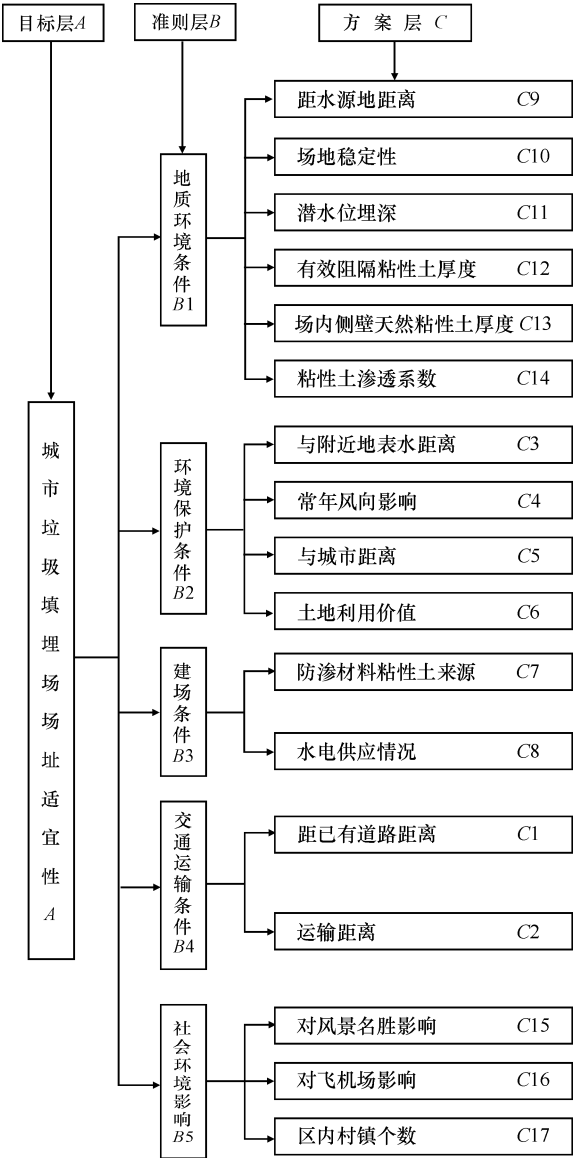 目标层A
准则层B
方案层 C
城市垃圾填埋场场址适宜性A
地质环境条件B1
距水源地距离 C9
场地稳定性 C10
潜水位埋深 C11
有效阻隔粘性土厚度 C12
场内侧壁天然粘性土厚度 C13
粘性土渗透系数 C14
环境保护条件B2
与附近地表水距离 C3
常年风向影响 C4
与城市距离 C5
土地利用价值 C6
建场条件B3
防渗材料粘性土来源 C7
水电供应情况 C8
交通运输条件B4
距已有道路距离 C1
运输距离 C2
社会环境影响B5
对风景名胜影响 C15
对飞机场影响 C16
区内村镇个数 C17